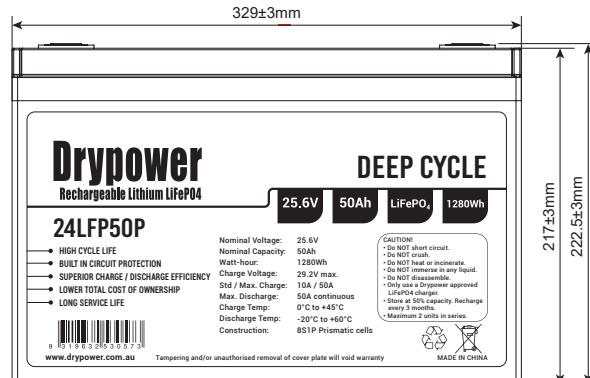 329±3mm
Drypower
Rechargeable Lithium LiFePO4
DEEP CYCLE
25.6V 50Ah LiFePO₄ 1280Wh
24LFP50P
HIGH CYCLE LIFE
BUILT IN CIRCUIT PROTECTION
SUPERIOR CHARGE / DISCHARGE EFFICIENCY
LOWER TOTAL COST OF OWNERSHIP
LONG SERVICE LIFE
Nominal Voltage: 25.6V
Nominal Capacity: 50Ah
Watt-hour: 1280Wh
Charge Voltage: 29.2V max.
Std / Max. Charge: 10A / 50A
Max. Discharge: 50A continuous
Charge Temp: 0°C to +45°C
Discharge Temp: -20°C to +60°C
Construction: 8S1P Prismatic cells
CAUTION!
• Do NOT short circuit.
• Do NOT crush.
• Do NOT heat or incinerate.
• Do NOT immerse in any liquid.
• Do NOT disassemble.
• Only use a Drypower approved
LiFePO4 charger.
• Store at 50% capacity. Recharge
every 3 months.
• Maximum 2 units in series.
9 319632 530573
www.drypower.com.au
Tampering and/or unauthorised removal of cover plate will void warranty
MADE IN CHINA
217±3mm
222.5±3mm